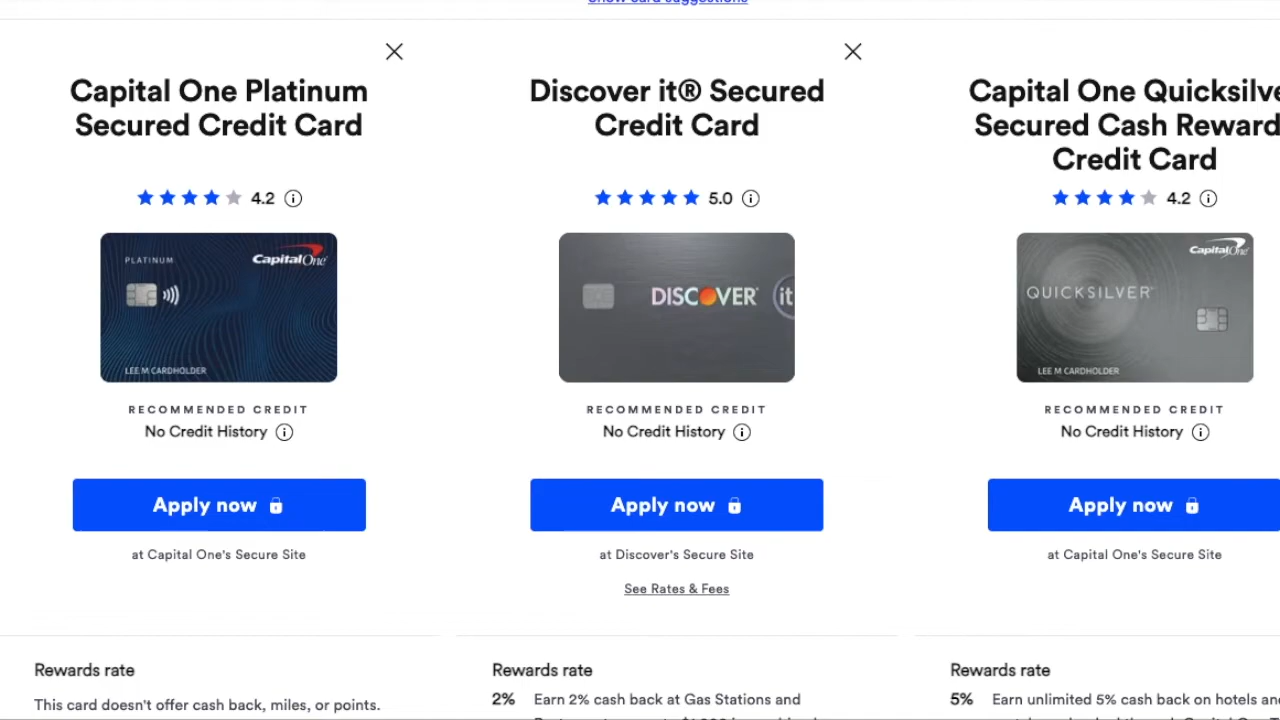 Show card suggestions
Capital One Platinum
Secured Credit Card
4.2
PLATINUM
Capital One
LEE M CARDHOLDER
RECOMMENDED CREDIT
No Credit History
Apply now
at Capital One's Secure Site
Rewards rate
This card doesn't offer cash back, miles, or points.
Discover it® Secured
Credit Card
5.0
DISCOVER it
RECOMMENDED CREDIT
No Credit History
Apply now
at Discover's Secure Site
See Rates & Fees
Rewards rate
2% Earn 2% cash back at Gas Stations and
Capital One Quicksilve
Secured Cash Reward
Credit Card
4.2
Capital One
QUICKSILVER
LEE M CARDHOLDER
RECOMMENDED CREDIT
No Credit History
Apply now
at Capital One's Secure Site
Rewards rate
5% Earn unlimited 5% cash back on hotels an